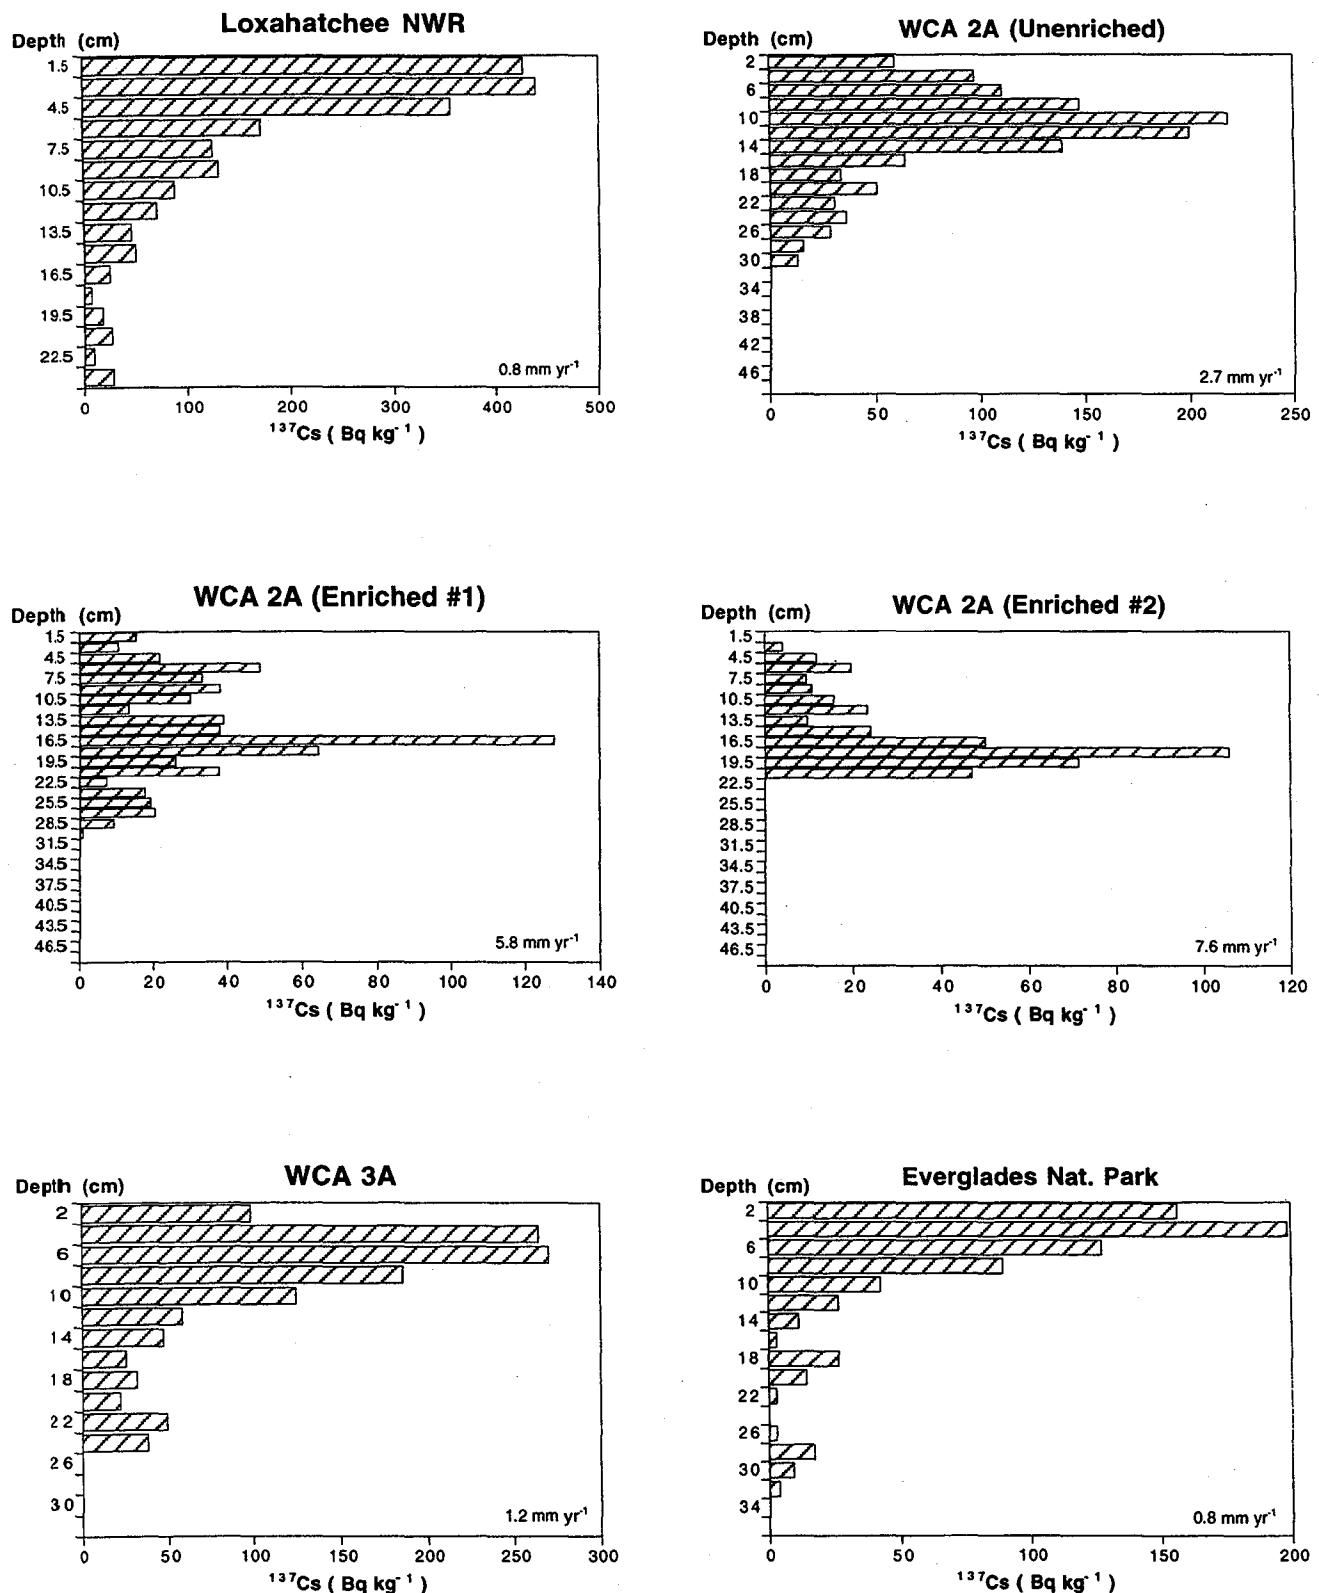 Loxahatchee NWR
Depth (cm)
1.5
4.5
7.5
10.5
13.5
16.5
19.5
22.5
0.8 mm yr-1
0 100 200 300 400 500
137Cs ( Bq kg-1 )
WCA 2A (Unenriched)
Depth (cm)
2
6
10
14
18
22
26
30
34
38
42
46
2.7 mm yr-1
0 50 100 150 200 250
137Cs ( Bq kg-1 )
WCA 2A (Enriched #1)
Depth (cm)
1.5
4.5
7.5
10.5
13.5
16.5
19.5
22.5
25.5
28.5
31.5
34.5
37.5
40.5
43.5
46.5
5.8 mm yr-1
0 20 40 60 80 100 120 140
137Cs ( Bq kg-1 )
WCA 2A (Enriched #2)
Depth (cm)
1.5
4.5
7.5
10.5
13.5
16.5
19.5
22.5
25.5
28.5
31.5
34.5
37.5
40.5
43.5
46.5
7.6 mm yr-1
0 20 40 60 80 100 120
137Cs ( Bq kg-1 )
WCA 3A
Depth (cm)
2
6
10
14
18
22
26
30
1.2 mm yr-1
0 50 100 150 200 250 300
137Cs ( Bq kg-1 )
Everglades Nat. Park
Depth (cm)
2
6
10
14
18
22
26
30
34
0.8 mm yr-1
0 50 100 150 200
137Cs ( Bq kg-1 )